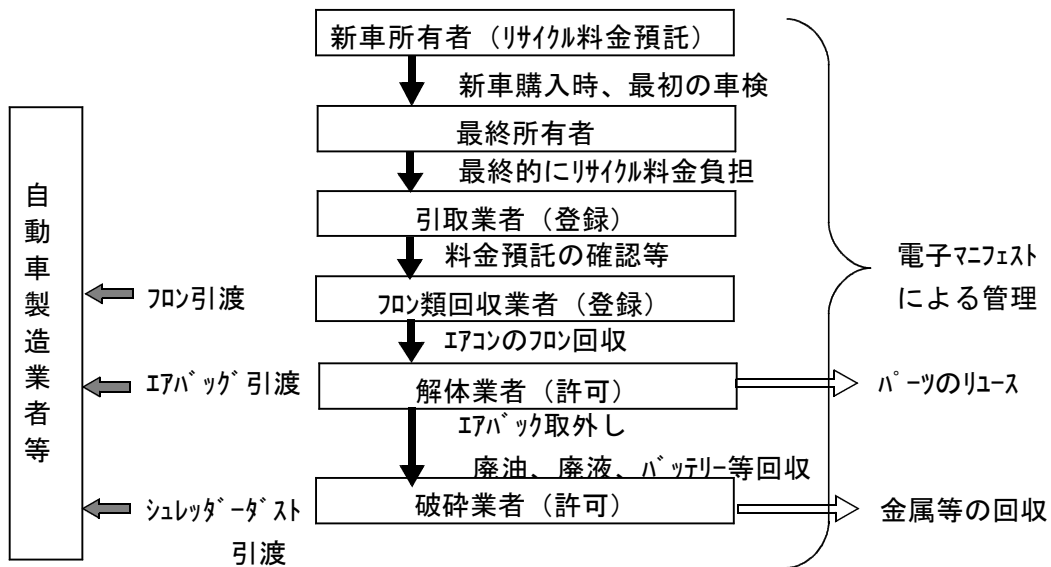 新車所有者（ﾘｻｲｸﾙ料金預託）
新車購入時、最初の車検
最終所有者
最終的にﾘｻｲｸﾙ料金負担
引取業者（登録）
料金預託の確認等
ﾌﾛﾝ類回収業者（登録）
ｴｱｺﾝのﾌﾛﾝ回収
解体業者（許可）
ｴｱﾊﾞｯｸ取外し
廃油、廃液、ﾊﾞｯﾃﾘｰ等回収
破砕業者（許可）
自動車製造業者等
ﾌﾛﾝ引渡
ｴｱﾊﾞｯｸﾞ引渡
ｼｭﾚｯﾀﾞｰﾀﾞｽﾄ
引渡
電子ﾏﾆﾌｪｽﾄ
による管理
ﾊﾟｰﾂのﾘﾕｰｽ
金属等の回収